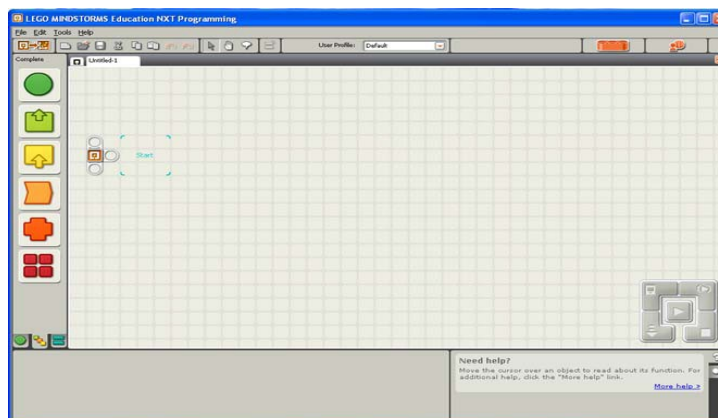 LEGO MINDSTORMS Education NXT Programming
File Edit Tools Help
User Profile: Default
Complete
Untitled-1
Start
Need help?
Move the cursor over an object to read about its function. For
additional help, click the "More help" link.
More help >